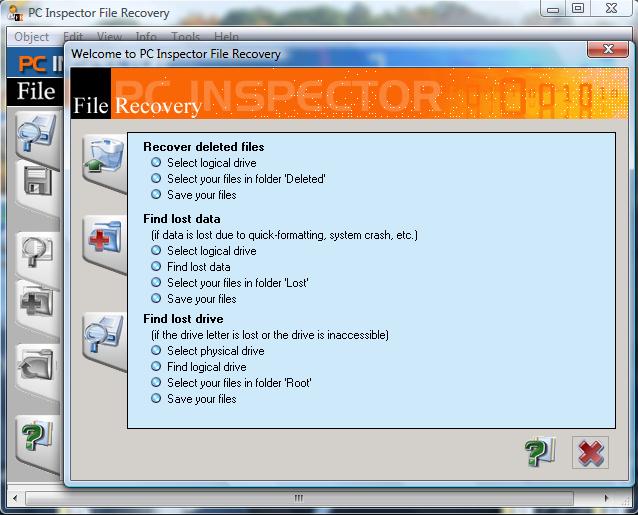 PC Inspector File Recovery
Object Edit View Info Tools Help
Welcome to PC Inspector File Recovery
PC IN
File
PC INSPECTOR
File Recovery
Recover deleted files
Select logical drive
Select your files in folder 'Deleted'
Save your files
Find lost data
(if data is lost due to quick-formatting, system crash, etc.)
Select logical drive
Find lost data
Select your files in folder 'Lost'
Save your files
Find lost drive
(if the drive letter is lost or the drive is inaccessible)
Select physical drive
Find logical drive
Select your files in folder 'Root'
Save your files